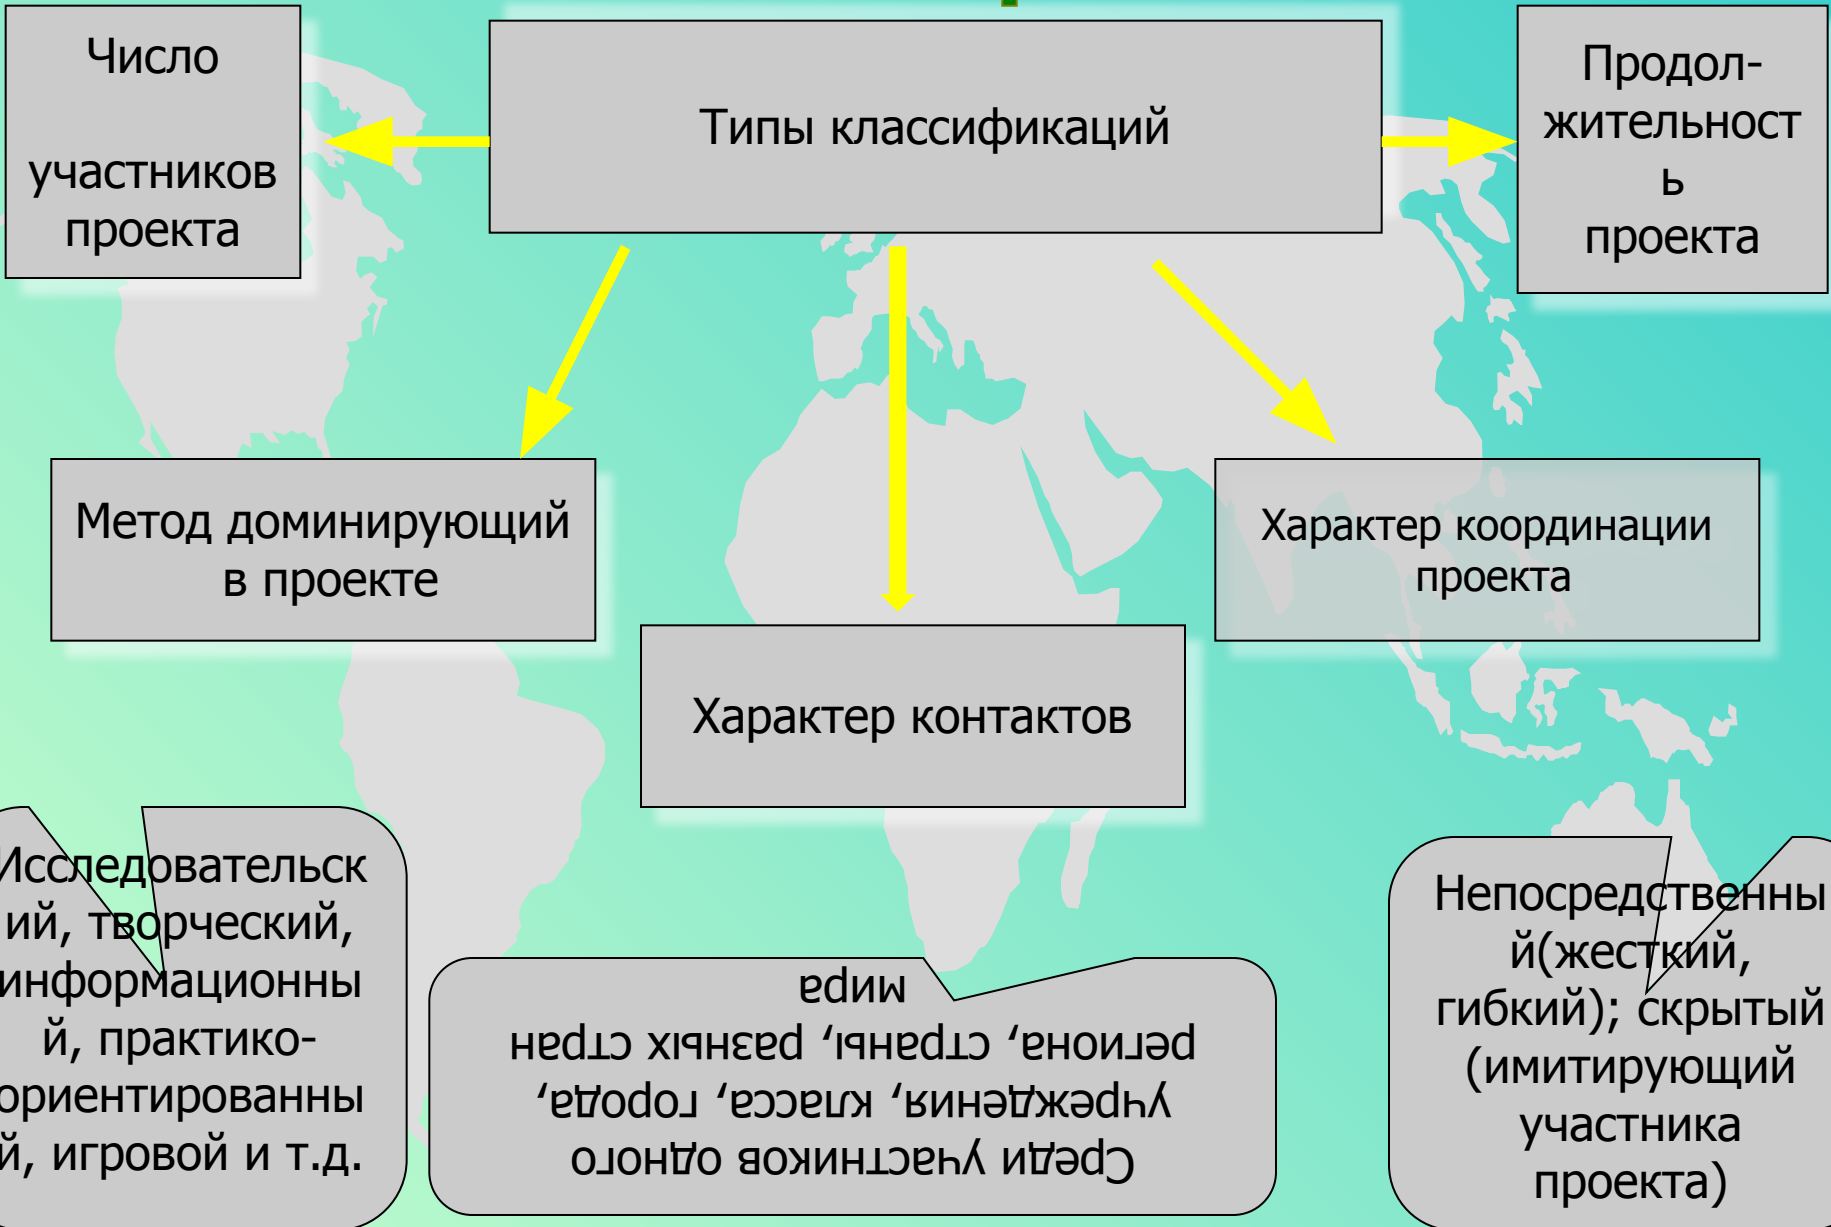 Число
участников
проекта
Типы классификаций
Продол-
жительност
ь
проекта
Метод доминирующий
в проекте
Характер координации
проекта
Характер контактов
Исследовательск
ий, творческий,
информационны
й, практико-
ориентированны
й, игровой и т.д.
Среди участников одного
учреждения, класса, города,
региона, страны, разных стран
мира
Непосредственны
й(жесткий,
гибкий); скрытый
(имитирующий
участника
проекта)